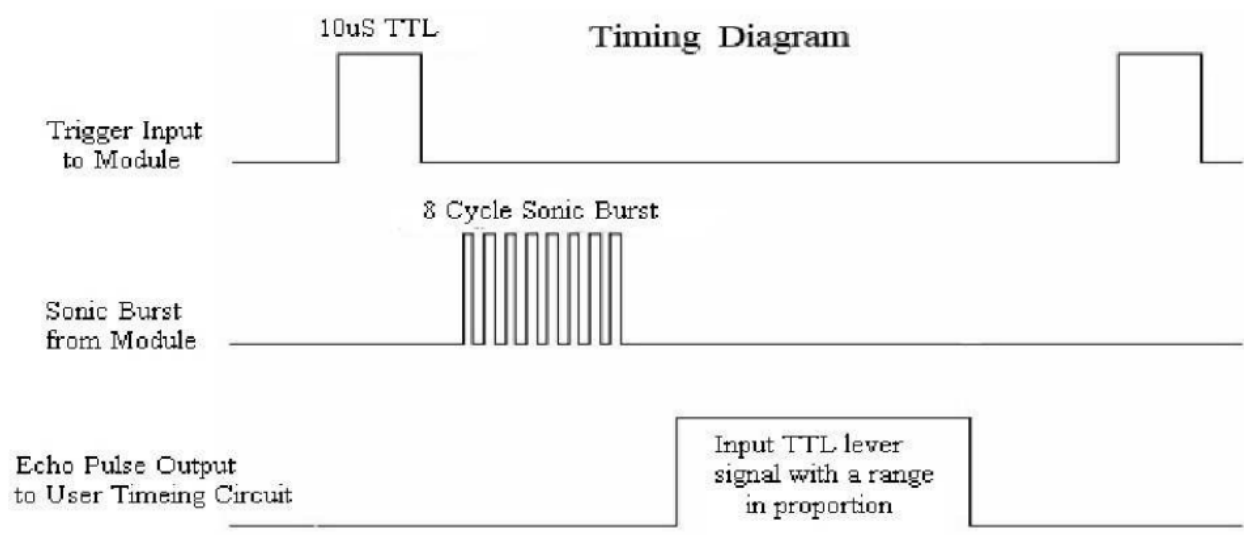 10uS TTL
Timing Diagram
Trigger Input
to Module
8 Cycle Sonic Burst
Sonic Burst
from Module
Echo Pulse Output
to User Timeing Circuit
Input TTL lever
signal with a range
in proportion